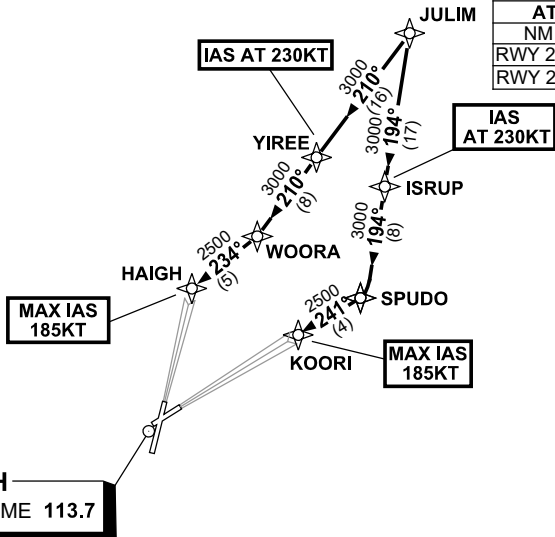 JULIM
AT
NM
RWY 2
RWY 2
IAS AT 230KT
3000
210°
(16)
3000
194°
(17)
IAS
AT 230KT
YIREE
ISRUP
3000
210°
(8)
3000
194°
(8)
WOORA
2500
234°
(5)
HAIGH
SPUDO
2500
241°
(4)
MAX IAS
185KT
KOORI
MAX IAS
185KT
H
ME 113.7